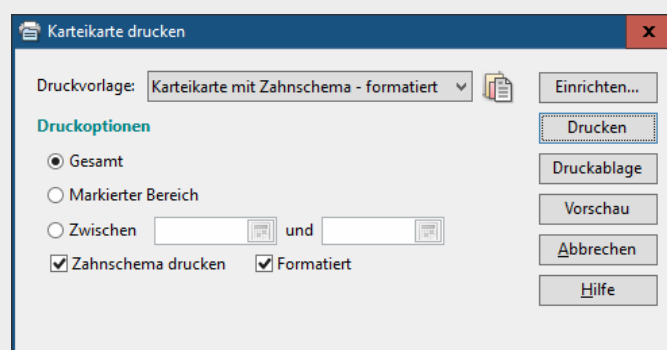 Karteikarte drucken
Druckvorlage: Karteikarte mit Zahnschema - formatiert
Einrichten...
Druckoptionen
Drucken
Gesamt
Druckablage
Markierter Bereich
Vorschau
Zwischen und
Abbrechen
Zahnschema drucken Formatiert
Hilfe